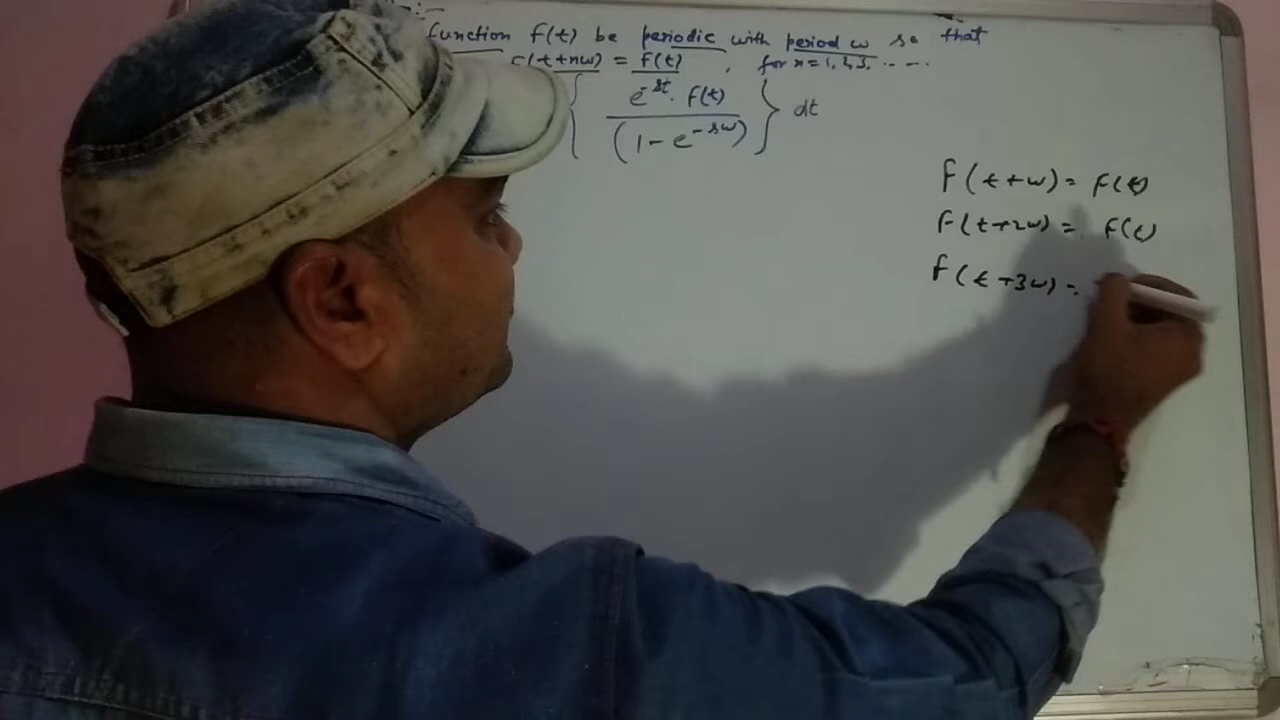 function f(t) be periodic with period ω so that
f(t+nω) = f(t) , for n = 1, 2, 3, .....
{ e^-st. f(t) / (1 - e^-sω) } dt
f(t+ω) = f(t)
f(t+2ω) = f(t)
f(t+3ω) =